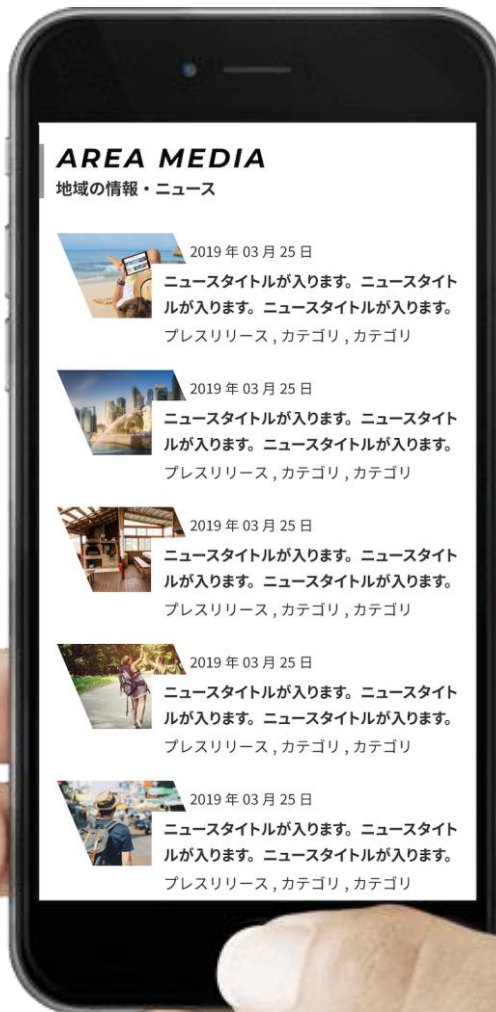 AREA MEDIA
地域の情報・ニュース
2019 年 03 月 25 日
ニュースタイトルが入ります。ニュースタイト
ルが入ります。ニュースタイトルが入ります。
プレスリリース , カテゴリ , カテゴリ
2019 年 03 月 25 日
ニュースタイトルが入ります。ニュースタイト
ルが入ります。ニュースタイトルが入ります。
プレスリリース , カテゴリ , カテゴリ
2019 年 03 月 25 日
ニュースタイトルが入ります。ニュースタイト
ルが入ります。ニュースタイトルが入ります。
プレスリリース , カテゴリ , カテゴリ
2019 年 03 月 25 日
ニュースタイトルが入ります。ニュースタイト
ルが入ります。ニュースタイトルが入ります。
プレスリリース , カテゴリ , カテゴリ
2019 年 03 月 25 日
ニュースタイトルが入ります。ニュースタイト
ルが入ります。ニュースタイトルが入ります。
プレスリリース , カテゴリ , カテゴリ